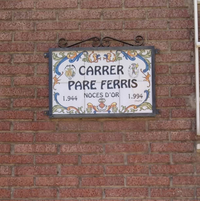 CARRER
PARE FERRIS
NOCES D'OR
1.944 1.994